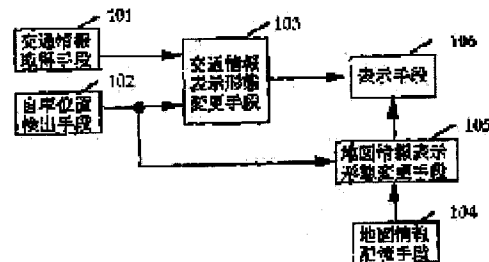 101
交通情報
取得手段
102
自車位置
検出手段
103
交通情報
表示形態
変更手段
106
表示手段
105
地図情報表示
形態変更手段
104
地図情報
記憶手段